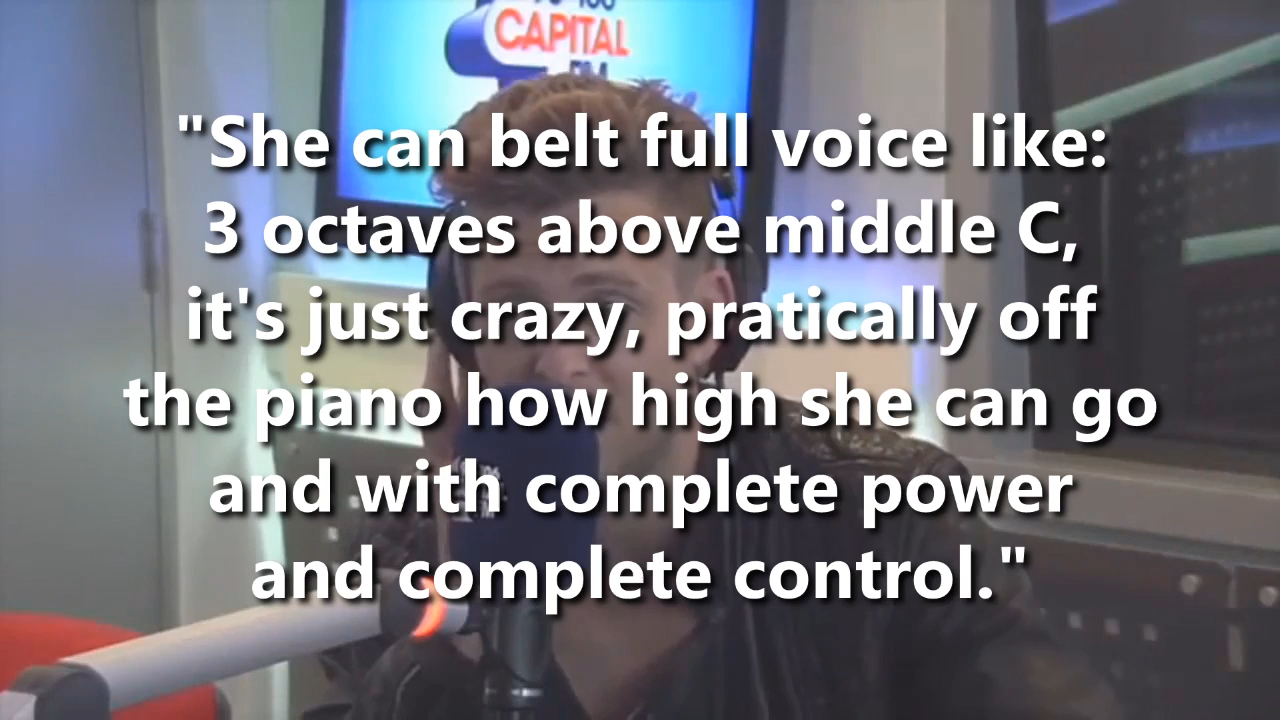 CAPITAL
FM
"She can belt full voice like:
3 octaves above middle C,
it's just crazy, pratically off
the piano how high she can go
and with complete power
and complete control."